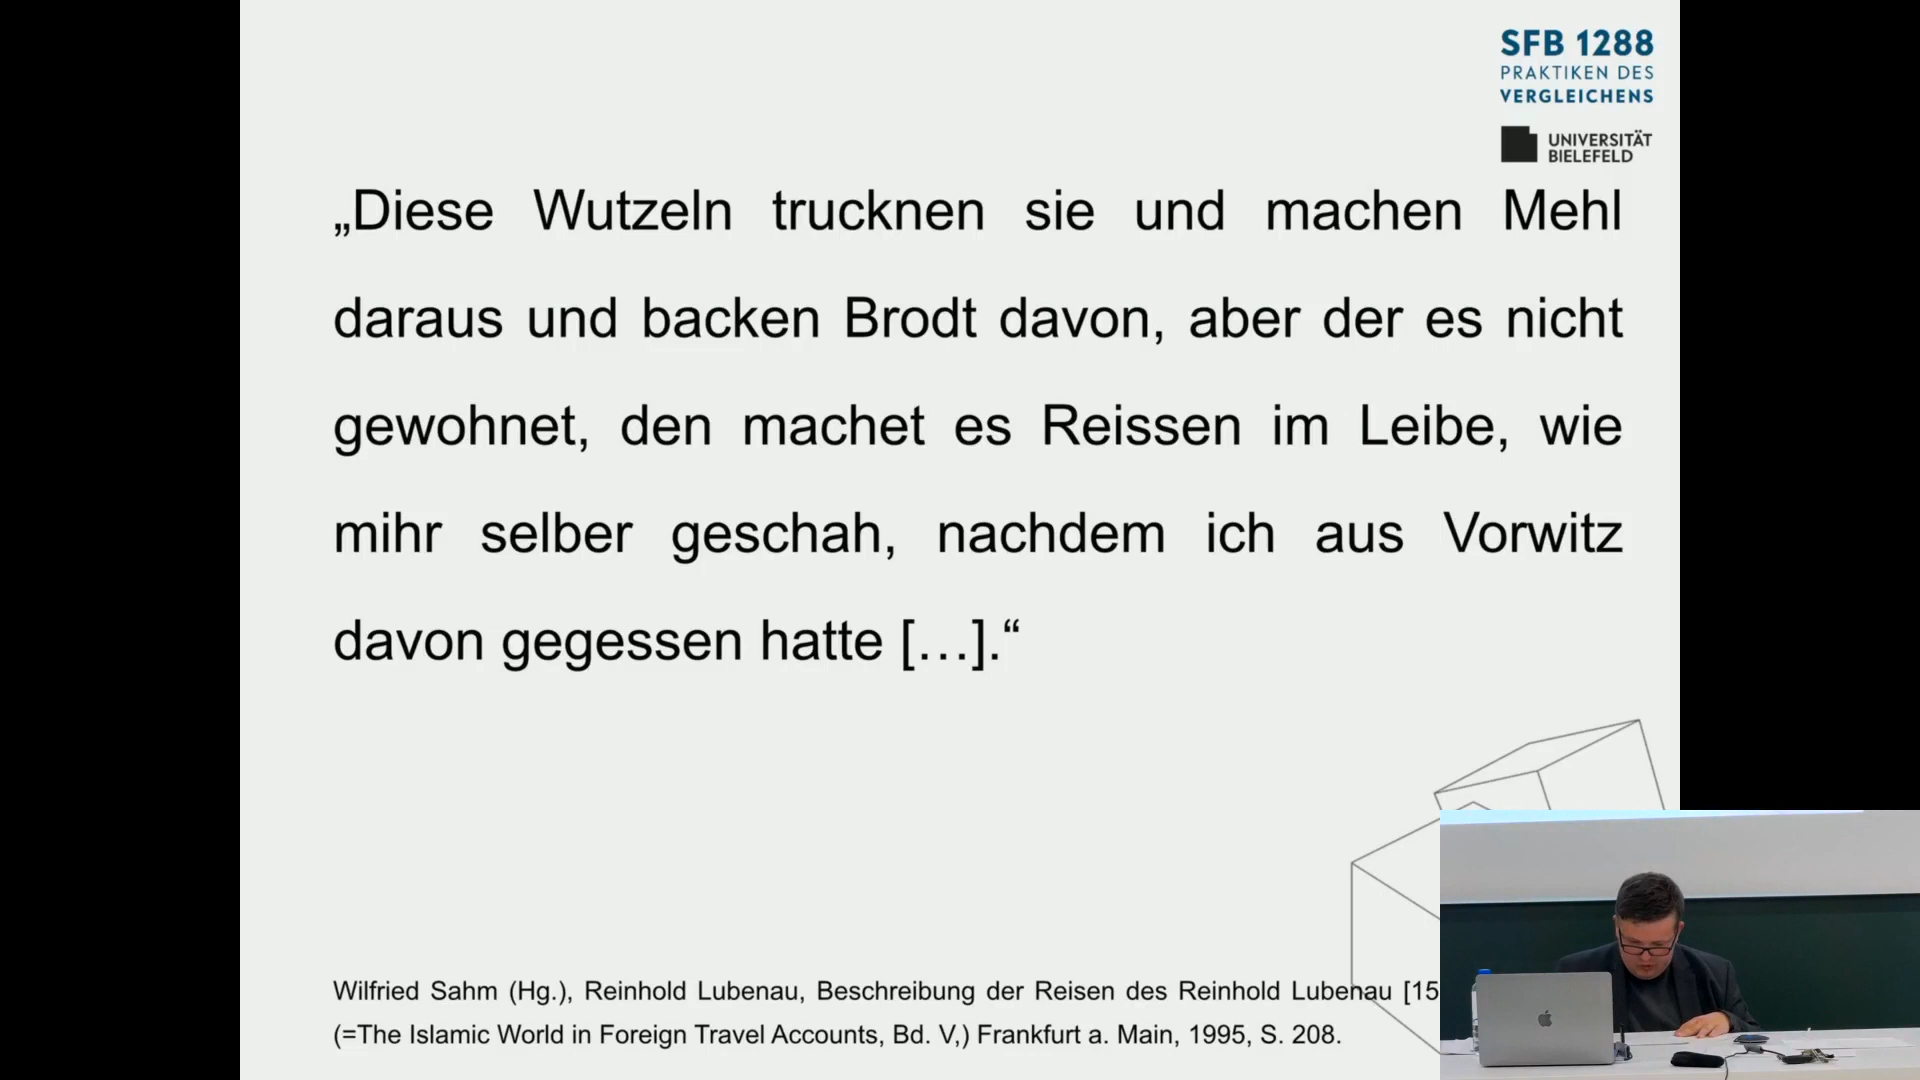 SFB 1288
PRAKTIKEN DES
VERGLEICHENS
UNIVERSITÄT
BIELEFELD
„Diese Wutzeln trucknen sie und machen Mehl
daraus und backen Brodt davon, aber der es nicht
gewohnet, den machet es Reissen im Leibe, wie
mihr selber geschah, nachdem ich aus Vorwitz
davon gegessen hatte […].“
Wilfried Sahm (Hg.), Reinhold Lubenau, Beschreibung der Reisen des Reinhold Lubenau [15
(=The Islamic World in Foreign Travel Accounts, Bd. V,) Frankfurt a. Main, 1995, S. 208.